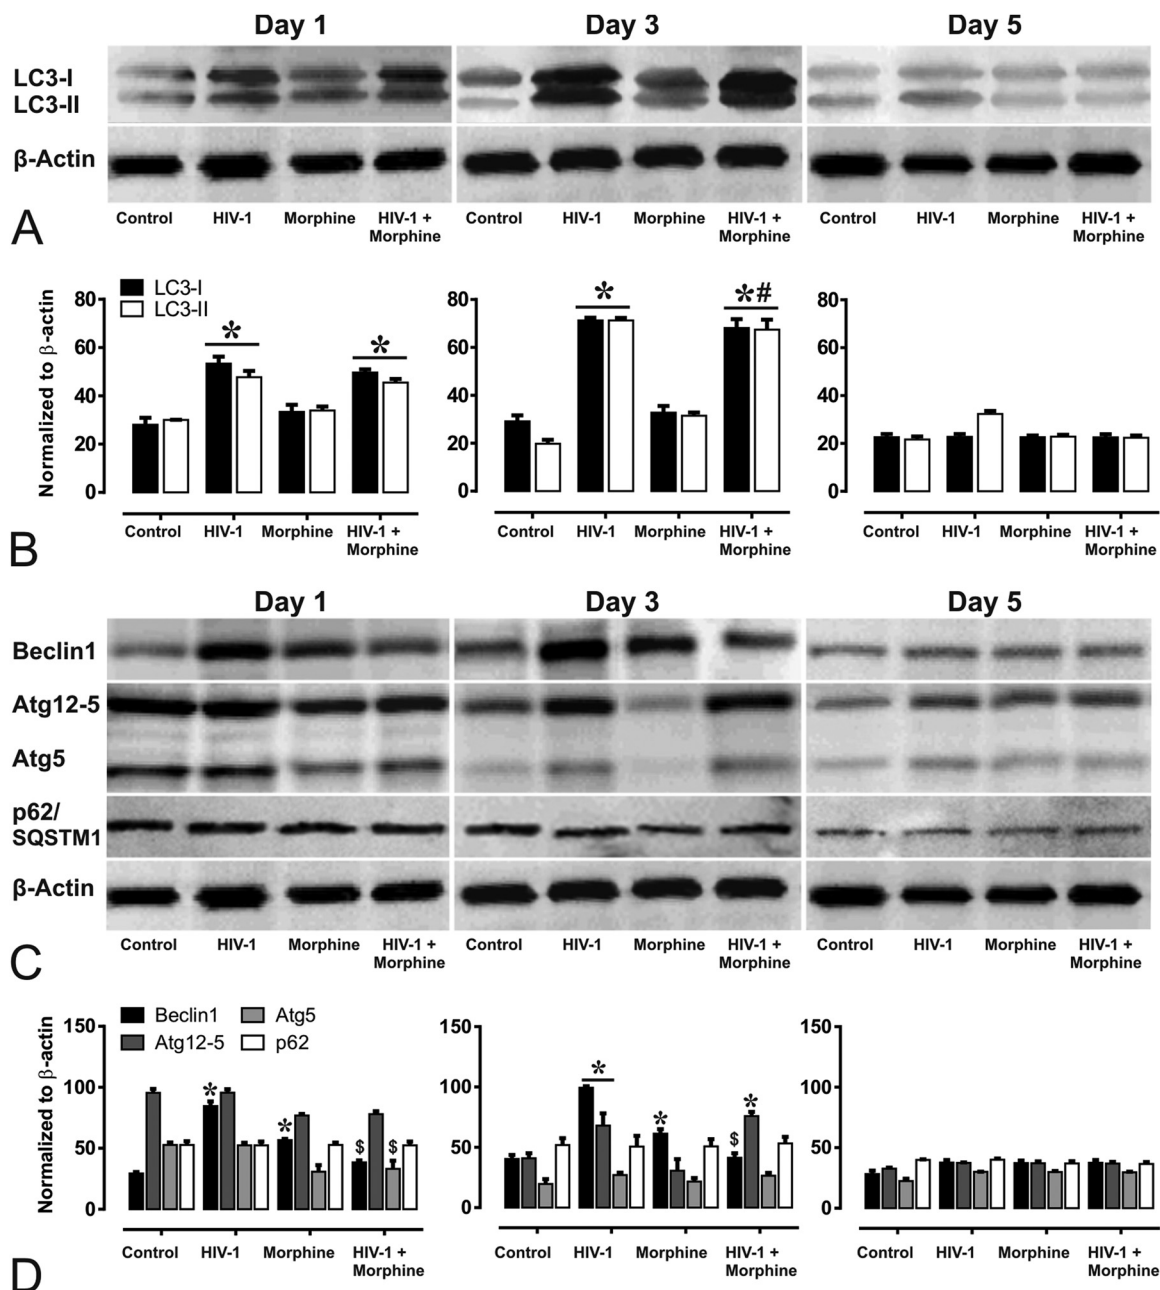 Day 1 Day 3 Day 5
LC3-I
LC3-II
β-Actin
A
Control HIV-1 Morphine HIV-1 + Morphine Control HIV-1 Morphine HIV-1 + Morphine Control HIV-1 Morphine HIV-1 + Morphine
B
Normalized to β-actin
LC3-I
LC3-II
80
60
40
20
0
* *
Control HIV-1 Morphine HIV-1 + Morphine
80
60
40
20
0
* *#
Control HIV-1 Morphine HIV-1 + Morphine
80
60
40
20
0
Control HIV-1 Morphine HIV-1 + Morphine
Day 1 Day 3 Day 5
Beclin1
Atg12-5
Atg5
p62/
SQSTM1
β-Actin
C
Control HIV-1 Morphine HIV-1 + Morphine Control HIV-1 Morphine HIV-1 + Morphine Control HIV-1 Morphine HIV-1 + Morphine
D
Normalized to β-actin
Beclin1 Atg5
Atg12-5 p62
150
100
50
0
* * $ $
Control HIV-1 Morphine HIV-1 + Morphine
150
100
50
0
* * $ *
Control HIV-1 Morphine HIV-1 + Morphine
150
100
50
0
Control HIV-1 Morphine HIV-1 + Morphine